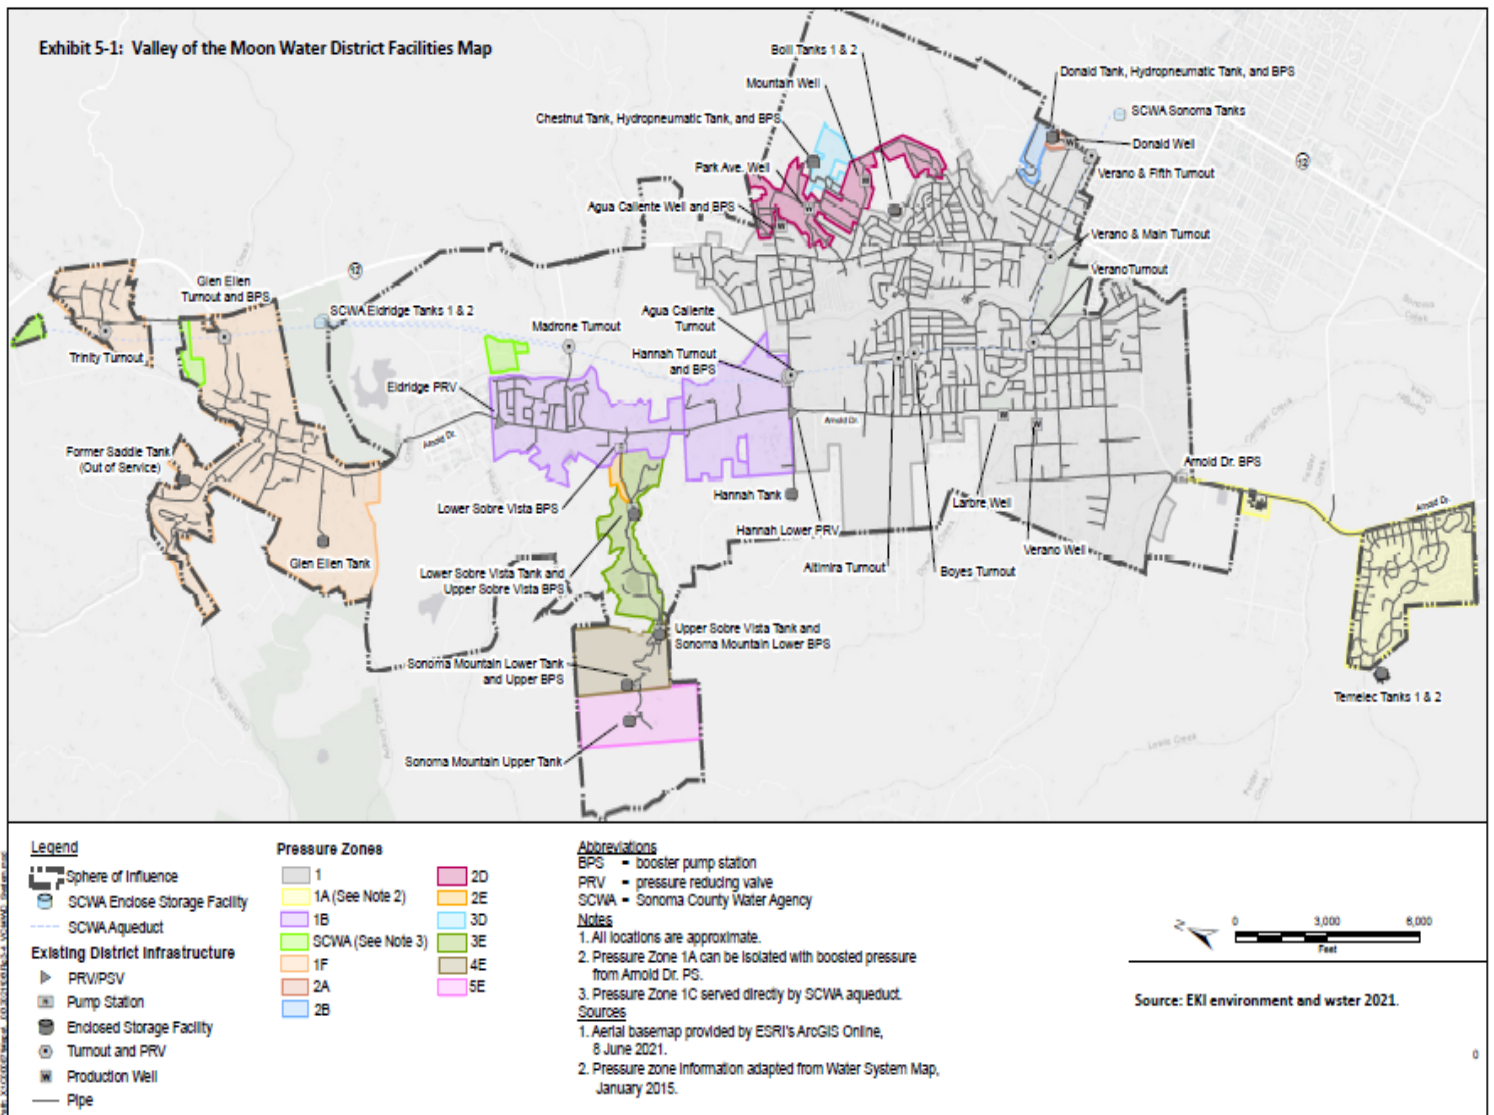 Exhibit 5-1: Valley of the Moon Water District Facilities Map
Boll Tanks 1 & 2
Mountain Well
Donald Tank, Hydropneumatic Tank, and BPS
SCWA Sonoma Tanks
Chestnut Tank, Hydropneumatic Tank, and BPS
Donald Well
12
Park Ave. Well
Verano & Fifth Turnout
Agua Caliente Well and BPS
Verano & Main Turnout
12
Glen Ellen
Turnout and BPS
Verano Turnout
SCWA Eldridge Tanks 1 & 2
Agua Caliente
Turnout
Madrone Turnout
Trinity Turnout
Hannah Turnout
and BPS
Eldridge PRV
Arnold Dr.
Arnold Dr.
Former Saddle Tank
(Out of Service)
Arnold Dr. BPS
Hannah Tank
Lower Sobre Vista BPS
Larbre Well
Arnold Dr.
Hannah Lower PRV
Verano Well
Glen Ellen Tank
Altimira Turnout
Boyes Turnout
Lower Sobre Vista Tank and
Upper Sobre Vista BPS
Upper Sobre Vista Tank and
Sonoma Mountain Lower BPS
Sonoma Mountain Lower Tank
and Upper BPS
Temelec Tanks 1 & 2
Lewis Creek
Sonoma Mountain Upper Tank
Legend
Sphere of Influence
SCWA Enclose Storage Facility
SCWA Aqueduct
Existing District Infrastructure
PRV/PSV
Pump Station
Enclosed Storage Facility
Turnout and PRV
W Production Well
Pipe
Pressure Zones
1
1A (See Note 2)
1B
SCWA (See Note 3)
1F
2A
2B
2D
2E
3D
3E
4E
5E
Abbreviations
BPS = booster pump station
PRV = pressure reducing valve
SCWA = Sonoma County Water Agency
Notes
1. All locations are approximate.
2. Pressure Zone 1A can be isolated with boosted pressure
from Arnold Dr. PS.
3. Pressure Zone 1C served directly by SCWA aqueduct.
Sources
1. Aerial basemap provided by ESRI's ArcGIS Online,
8 June 2021.
2. Pressure zone information adapted from Water System Map,
January 2015.
N
0 3,000 6,000
Feet
Source: EKI environment and wster 2021.
0